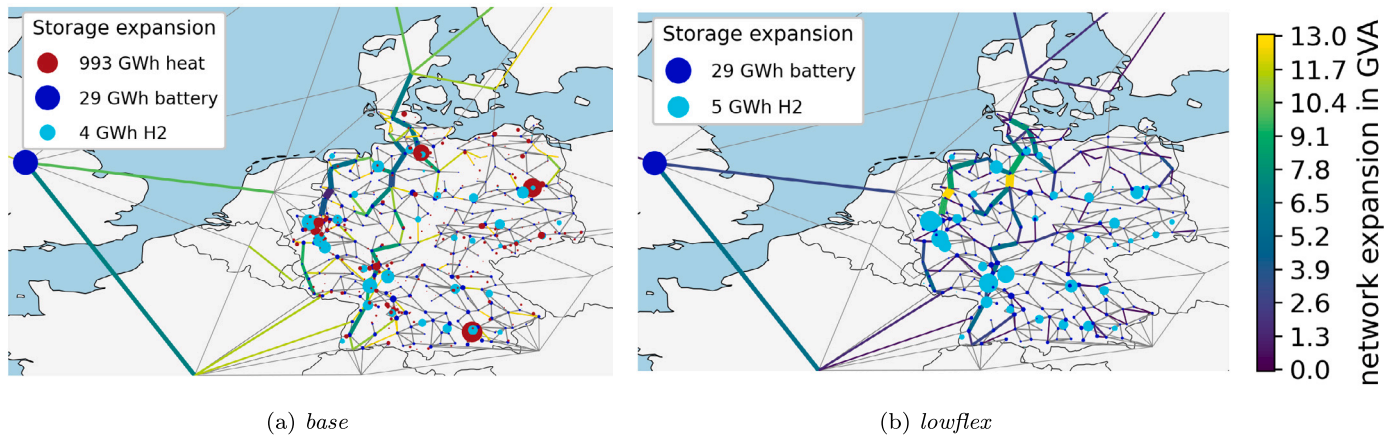 Storage expansion
993 GWh heat
29 GWh battery
4 GWh H2
Storage expansion
29 GWh battery
5 GWh H2
13.0
11.7
10.4
9.1
7.8
6.5
5.2
3.9
2.6
1.3
0.0
network expansion in GVA
(a) base
(b) lowflex